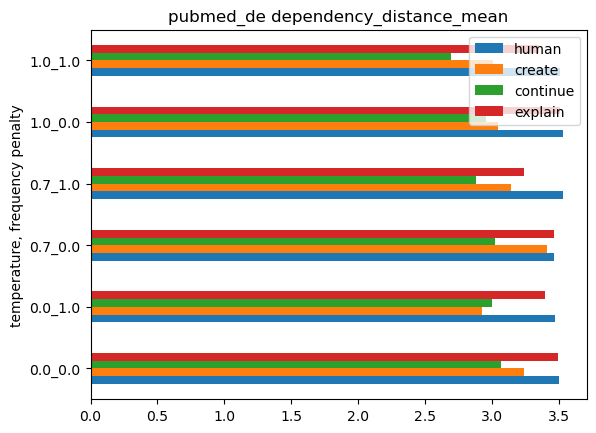 pubmed_de dependency_distance_mean
human
create
continue
explain
temperature, frequency penalty
1.0_1.0
1.0_0.0
0.7_1.0
0.7_0.0
0.0_1.0
0.0_0.0
0.0 0.5 1.0 1.5 2.0 2.5 3.0 3.5